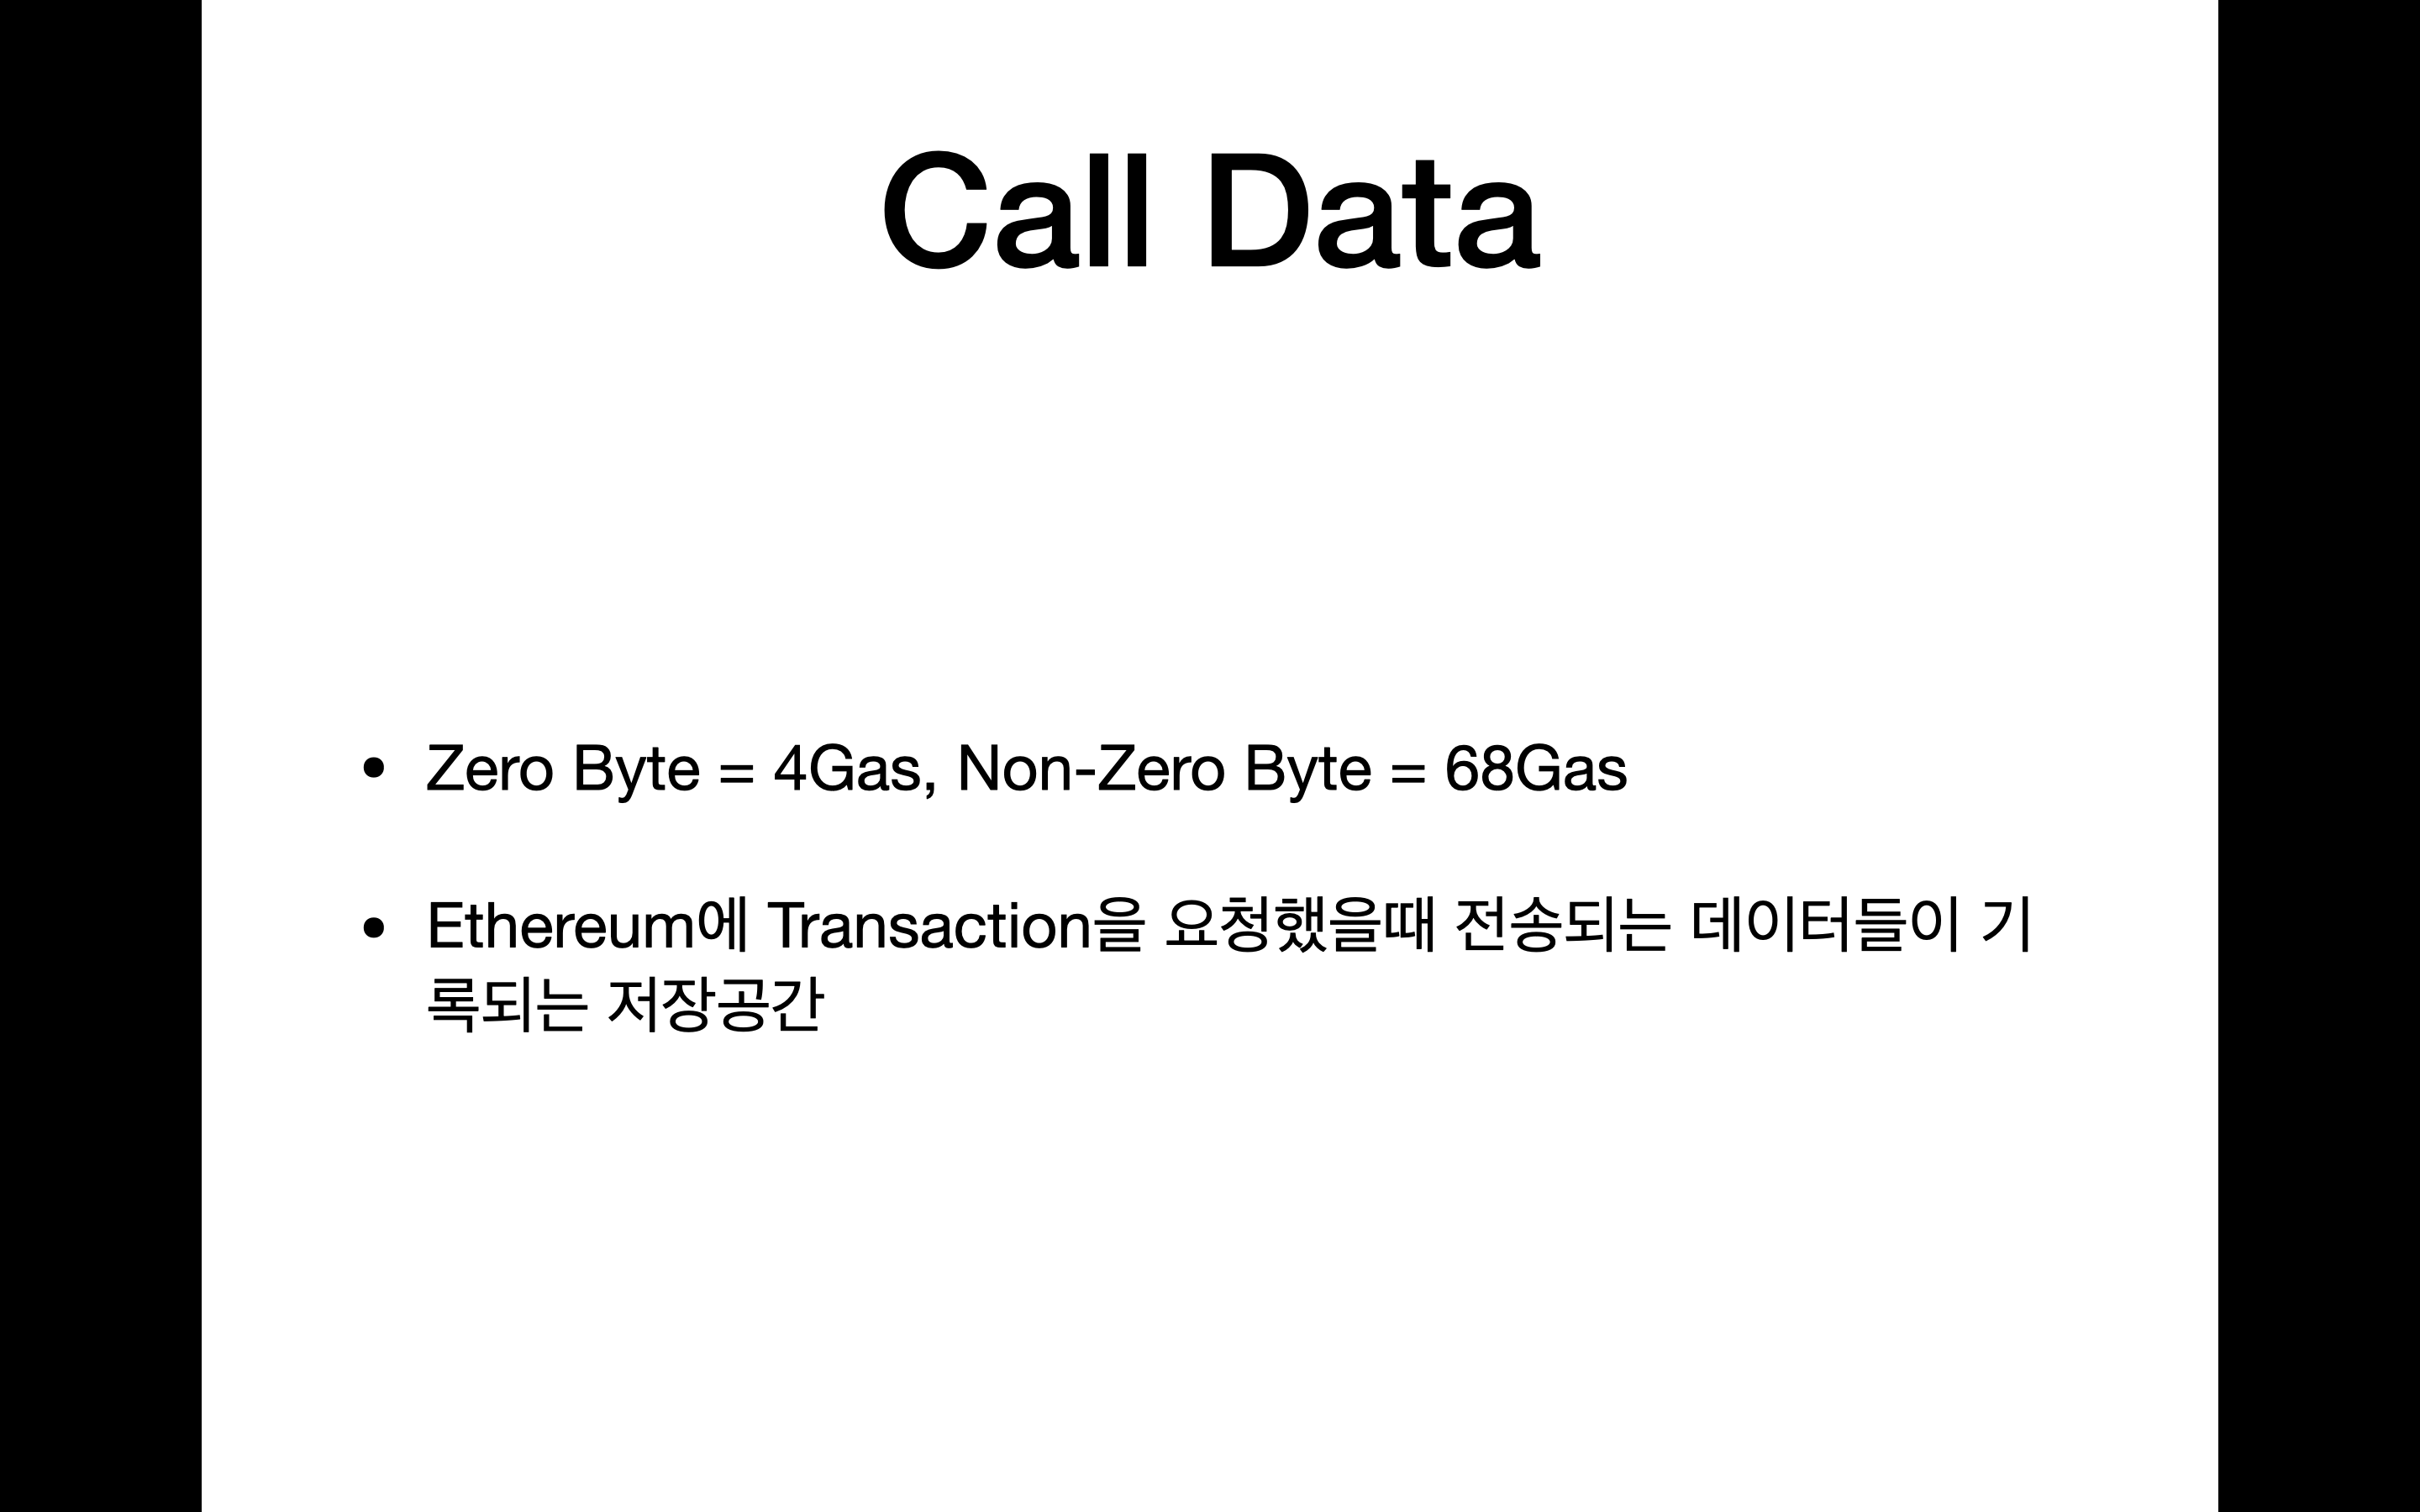 Call Data
• Zero Byte = 4Gas, Non-Zero Byte = 68Gas
• Ethereum에 Transaction을 요청했을때 전송되는 데이터들이 기
록되는 저장공간